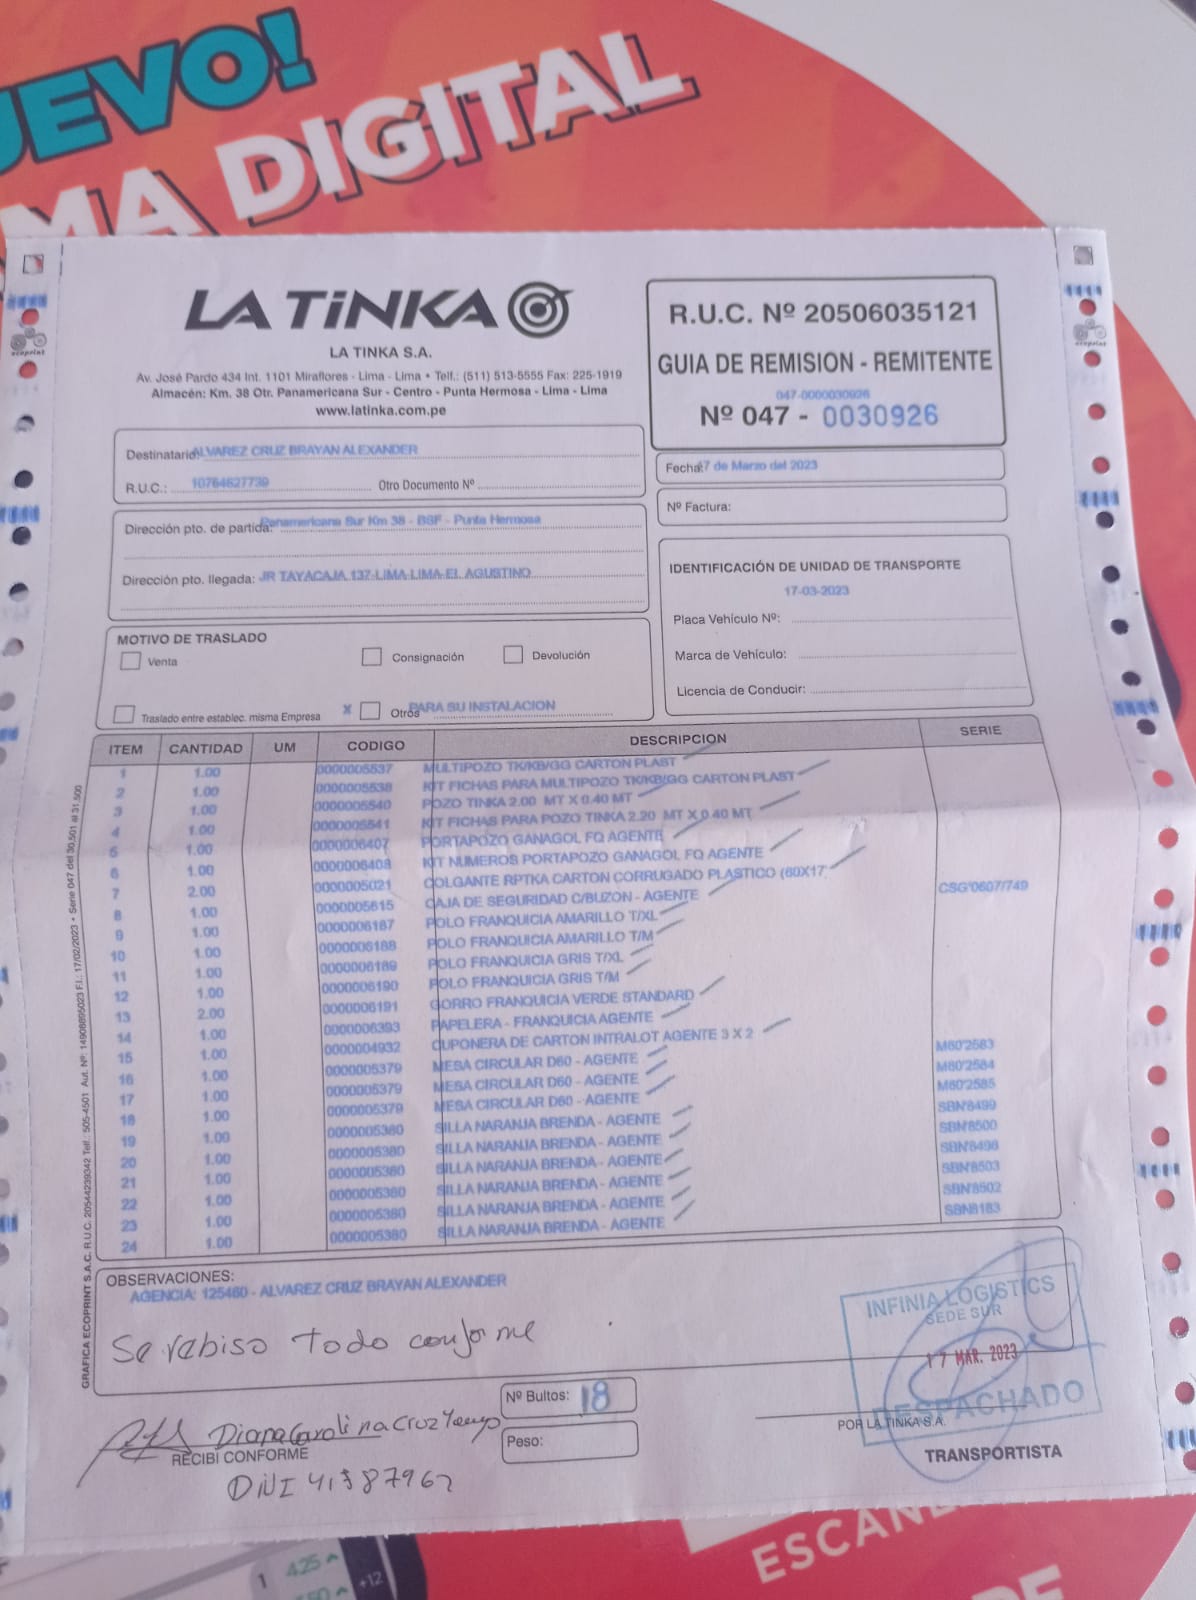 UEVO!
MA DIGITAL
LA TiNKA
LA TINKA S.A.
Av. José Pardo 434 Int. 1101 Miraflores - Lima - Lima • Telf.: (511) 513-5555 Fax: 225-1919
Almacén: Km. 38 Otr. Panamericana Sur - Centro - Punta Hermosa - Lima - Lima
www.latinka.com.pe
R.U.C. Nº 20506035121
GUIA DE REMISION - REMITENTE
047-0000030926
Nº 047 - 0030926
ecoprint
ecoprint
Destinatario: ALVAREZ CRUZ BRAYAN ALEXANDER
R.U.C.: 10764627739 Otro Documento Nº
Fecha: 17 de Marzo del 2023
Nº Factura:
Dirección pto. de partida: Panamericana Sur Km 38 - BSF - Punta Hermosa
Dirección pto. llegada: JR TAYACAJA 137-LIMA-LIMA-EL AGUSTINO
IDENTIFICACIÓN DE UNIDAD DE TRANSPORTE
17-03-2023
Placa Vehículo Nº:
Marca de Vehículo:
Licencia de Conducir:
MOTIVO DE TRASLADO
Venta Consignación Devolución
Traslado entre establec. misma Empresa X Otros PARA SU INSTALACION
ITEM CANTIDAD UM CODIGO DESCRIPCION SERIE
1 1.00 0000005537 MULTIPOZO TK/KB/GG CARTON PLAST
2 1.00 0000005538 KIT FICHAS PARA MULTIPOZO TK/KB/GG CARTON PLAST
3 1.00 0000005540 POZO TINKA 2.00 MT X 0.40 MT
4 1.00 0000005541 KIT FICHAS PARA POZO TINKA 2.20 MT X 0.40 MT
5 1.00 0000006407 PORTAPOZO GANAGOL FQ AGENTE
6 1.00 0000006408 KIT NUMEROS PORTAPOZO GANAGOL FQ AGENTE
7 2.00 0000005021 COLGANTE RPTKA CARTON CORRUGADO PLASTICO (60X17
8 1.00 0000005615 CAJA DE SEGURIDAD C/BUZON - AGENTE CSG'0607/749
9 1.00 0000006187 POLO FRANQUICIA AMARILLO T/XL
10 1.00 0000006188 POLO FRANQUICIA AMARILLO T/M
11 1.00 0000006189 POLO FRANQUICIA GRIS T/XL
12 1.00 0000006190 POLO FRANQUICIA GRIS T/M
13 2.00 0000006191 GORRO FRANQUICIA VERDE STANDARD
14 1.00 0000006393 PAPELERA - FRANQUICIA AGENTE
15 1.00 0000004932 CUPONERA DE CARTON INTRALOT AGENTE 3 X 2
16 1.00 0000005379 MESA CIRCULAR D60 - AGENTE M60'2583
17 1.00 0000005379 MESA CIRCULAR D60 - AGENTE M60'2584
18 1.00 0000005379 MESA CIRCULAR D60 - AGENTE M60'2585
19 1.00 0000005380 SILLA NARANJA BRENDA - AGENTE SBN'8499
20 1.00 0000005380 SILLA NARANJA BRENDA - AGENTE SBN'8500
21 1.00 0000005380 SILLA NARANJA BRENDA - AGENTE SBN'8498
22 1.00 0000005380 SILLA NARANJA BRENDA - AGENTE SBN'8503
23 1.00 0000005380 SILLA NARANJA BRENDA - AGENTE SBN'8502
24 1.00 0000005380 SILLA NARANJA BRENDA - AGENTE SBN'8183
GRAFICA ECOPRINT S.A.C. R.U.C. 20544239342 Telf.: 505-4501 Aut. Nº: 14908895023 F.I.: 17/02/2023 • Serie 047 del 30,501 al 31,500
OBSERVACIONES:
AGENCIA: 125460 - ALVAREZ CRUZ BRAYAN ALEXANDER
Se rebiso todo conforme
INFINIA LOGISTICS
SEDE SUR
17 MAR. 2023
DESPACHADO
Nº Bultos: 18
Peso:
Diana Carolina Cruz
RECIBI CONFORME
DNI 41387962
POR LA TINKA S.A.
TRANSPORTISTA
ESCAN
DE
1 425
+12